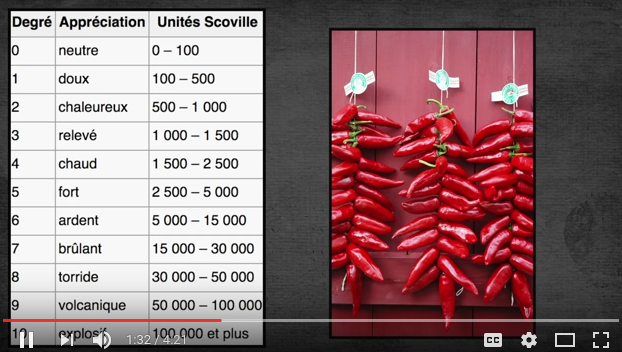 Degré Appréciation Unités Scoville
0 neutre 0 – 100
1 doux 100 – 500
2 chaleureux 500 – 1 000
3 relevé 1 000 – 1 500
4 chaud 1 500 – 2 500
5 fort 2 500 – 5 000
6 ardent 5 000 – 15 000
7 brûlant 15 000 – 30 000
8 torride 30 000 – 50 000
9 volcanique 50 000 – 100 000
10 explosif 100 000 et plus
1:32 / 4:21
CC